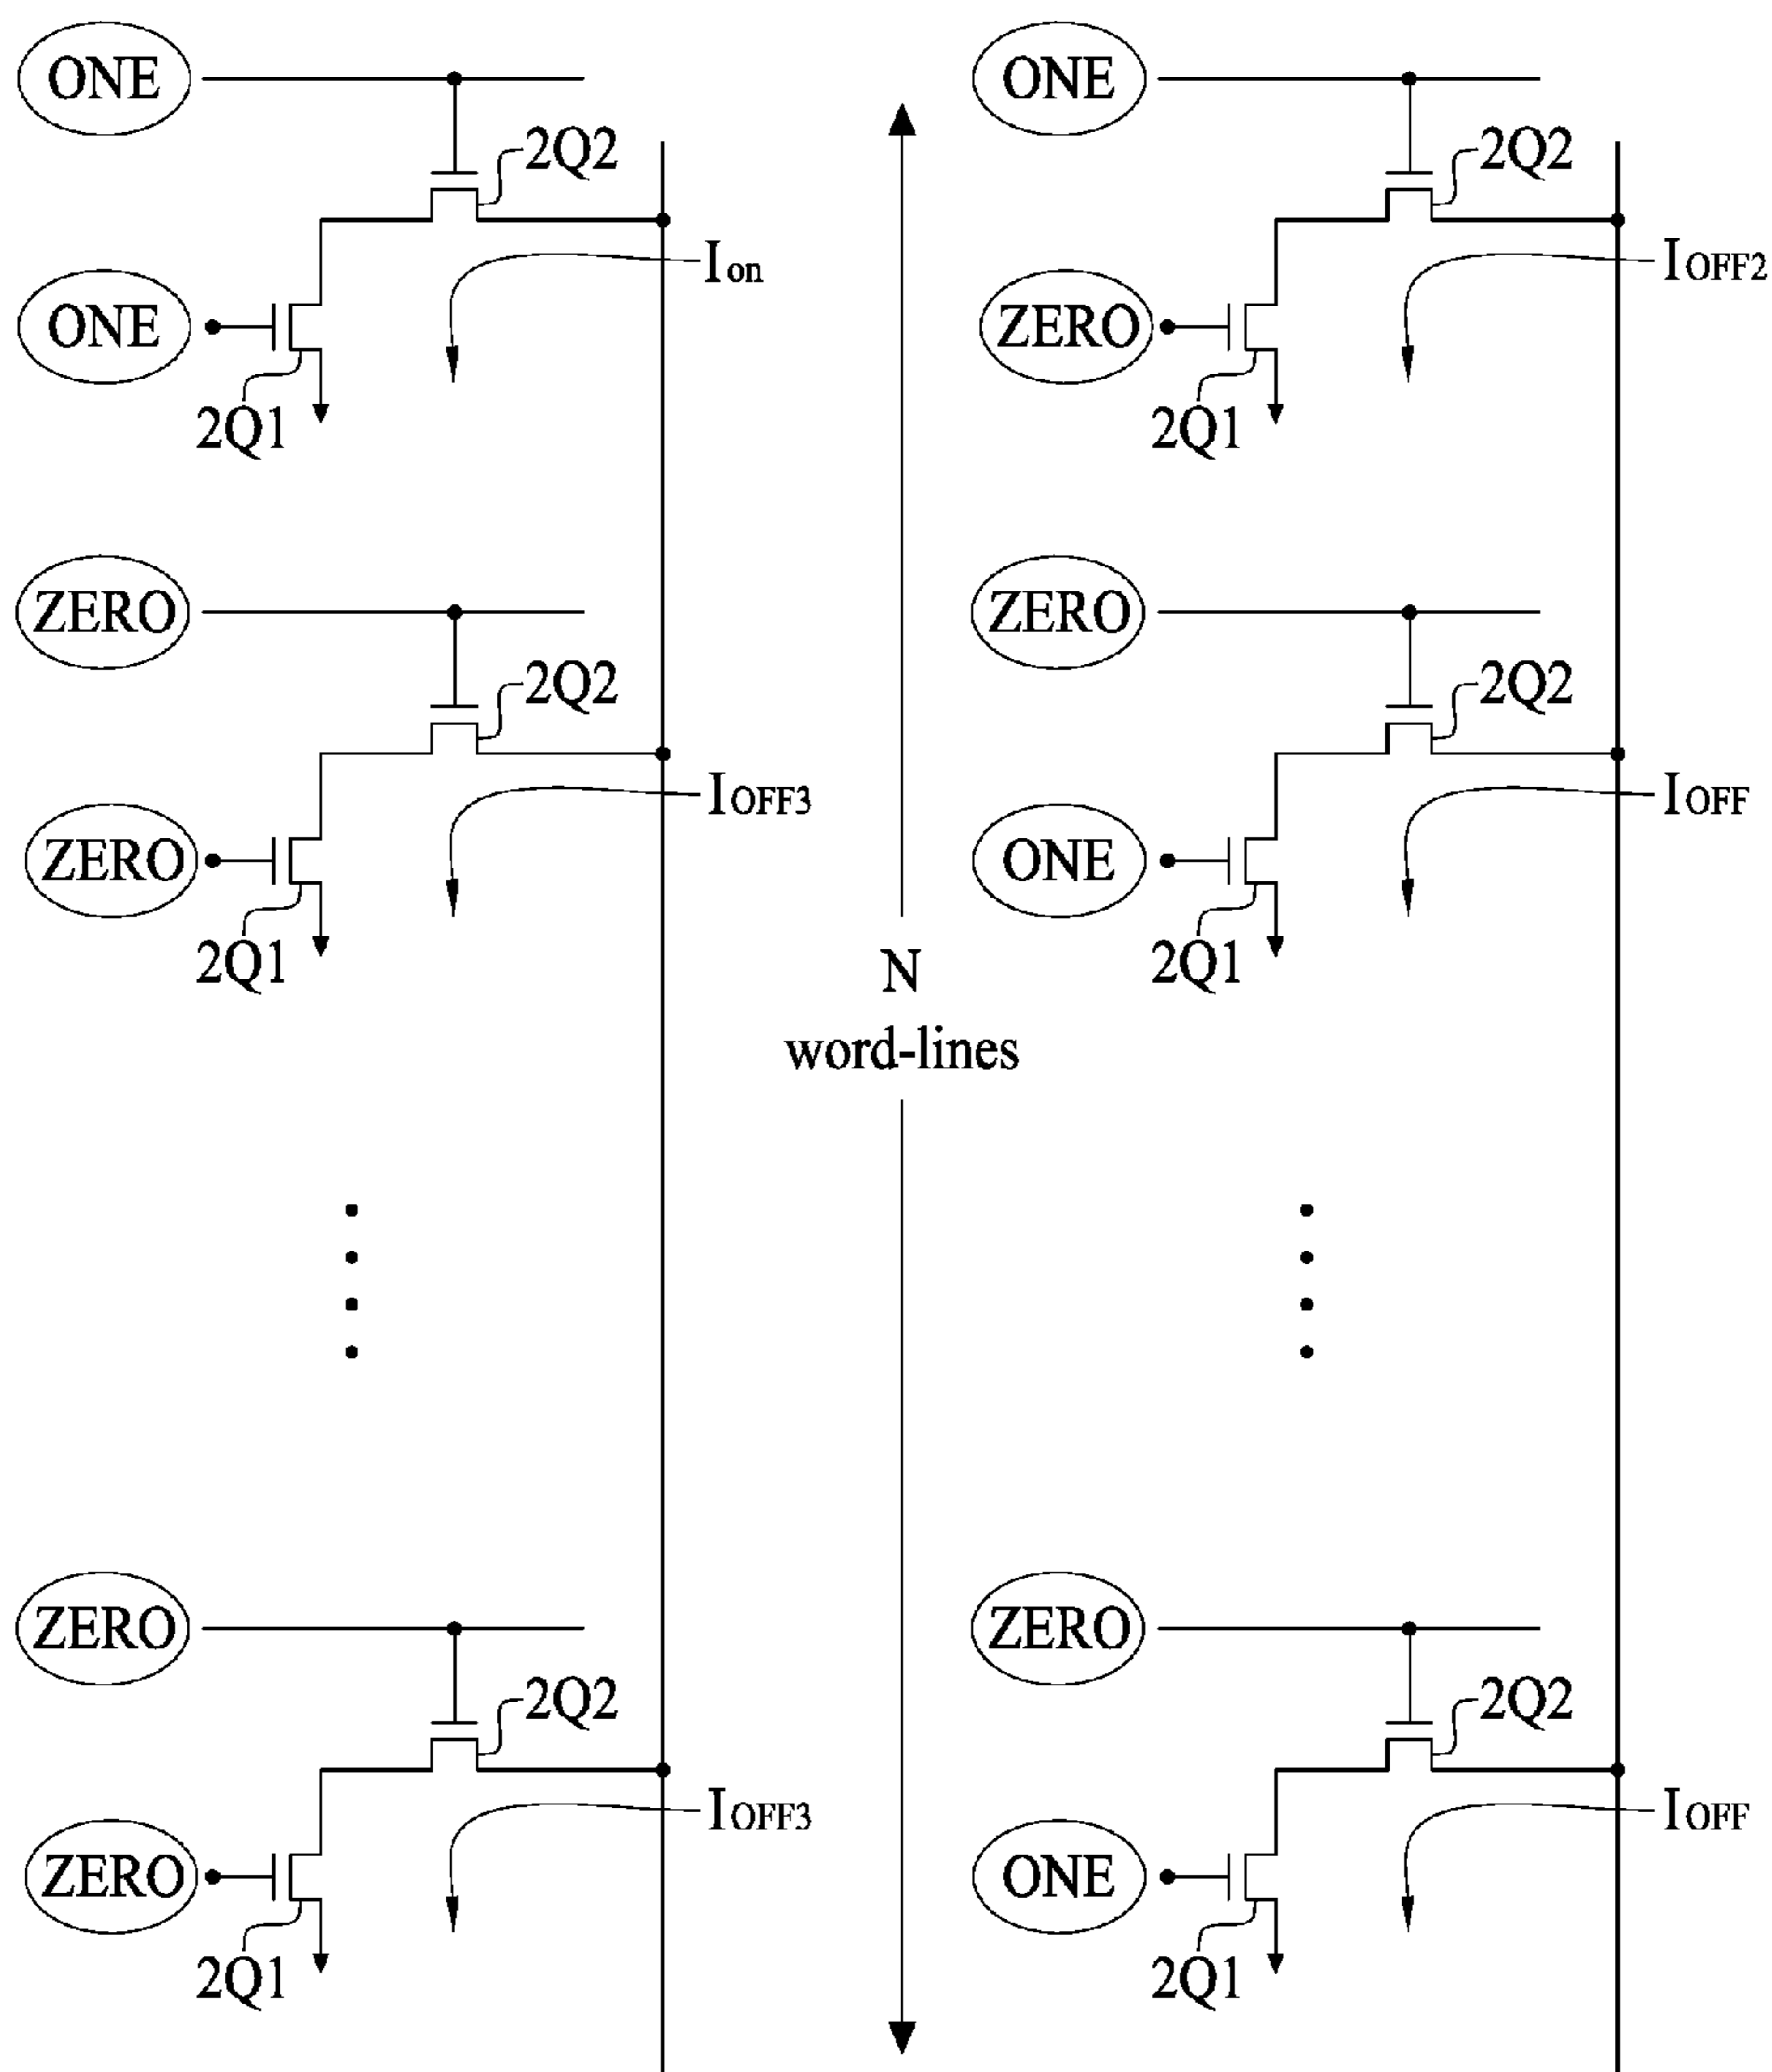 ONE
2Q2
Ion
ONE
2Q1
ZERO
2Q2
IOFF3
ZERO
2Q1
ZERO
2Q2
IOFF3
ZERO
2Q1
N
word-lines
ONE
2Q2
IOFF2
ZERO
2Q1
ZERO
2Q2
IOFF
ONE
2Q1
ZERO
2Q2
IOFF
ONE
2Q1